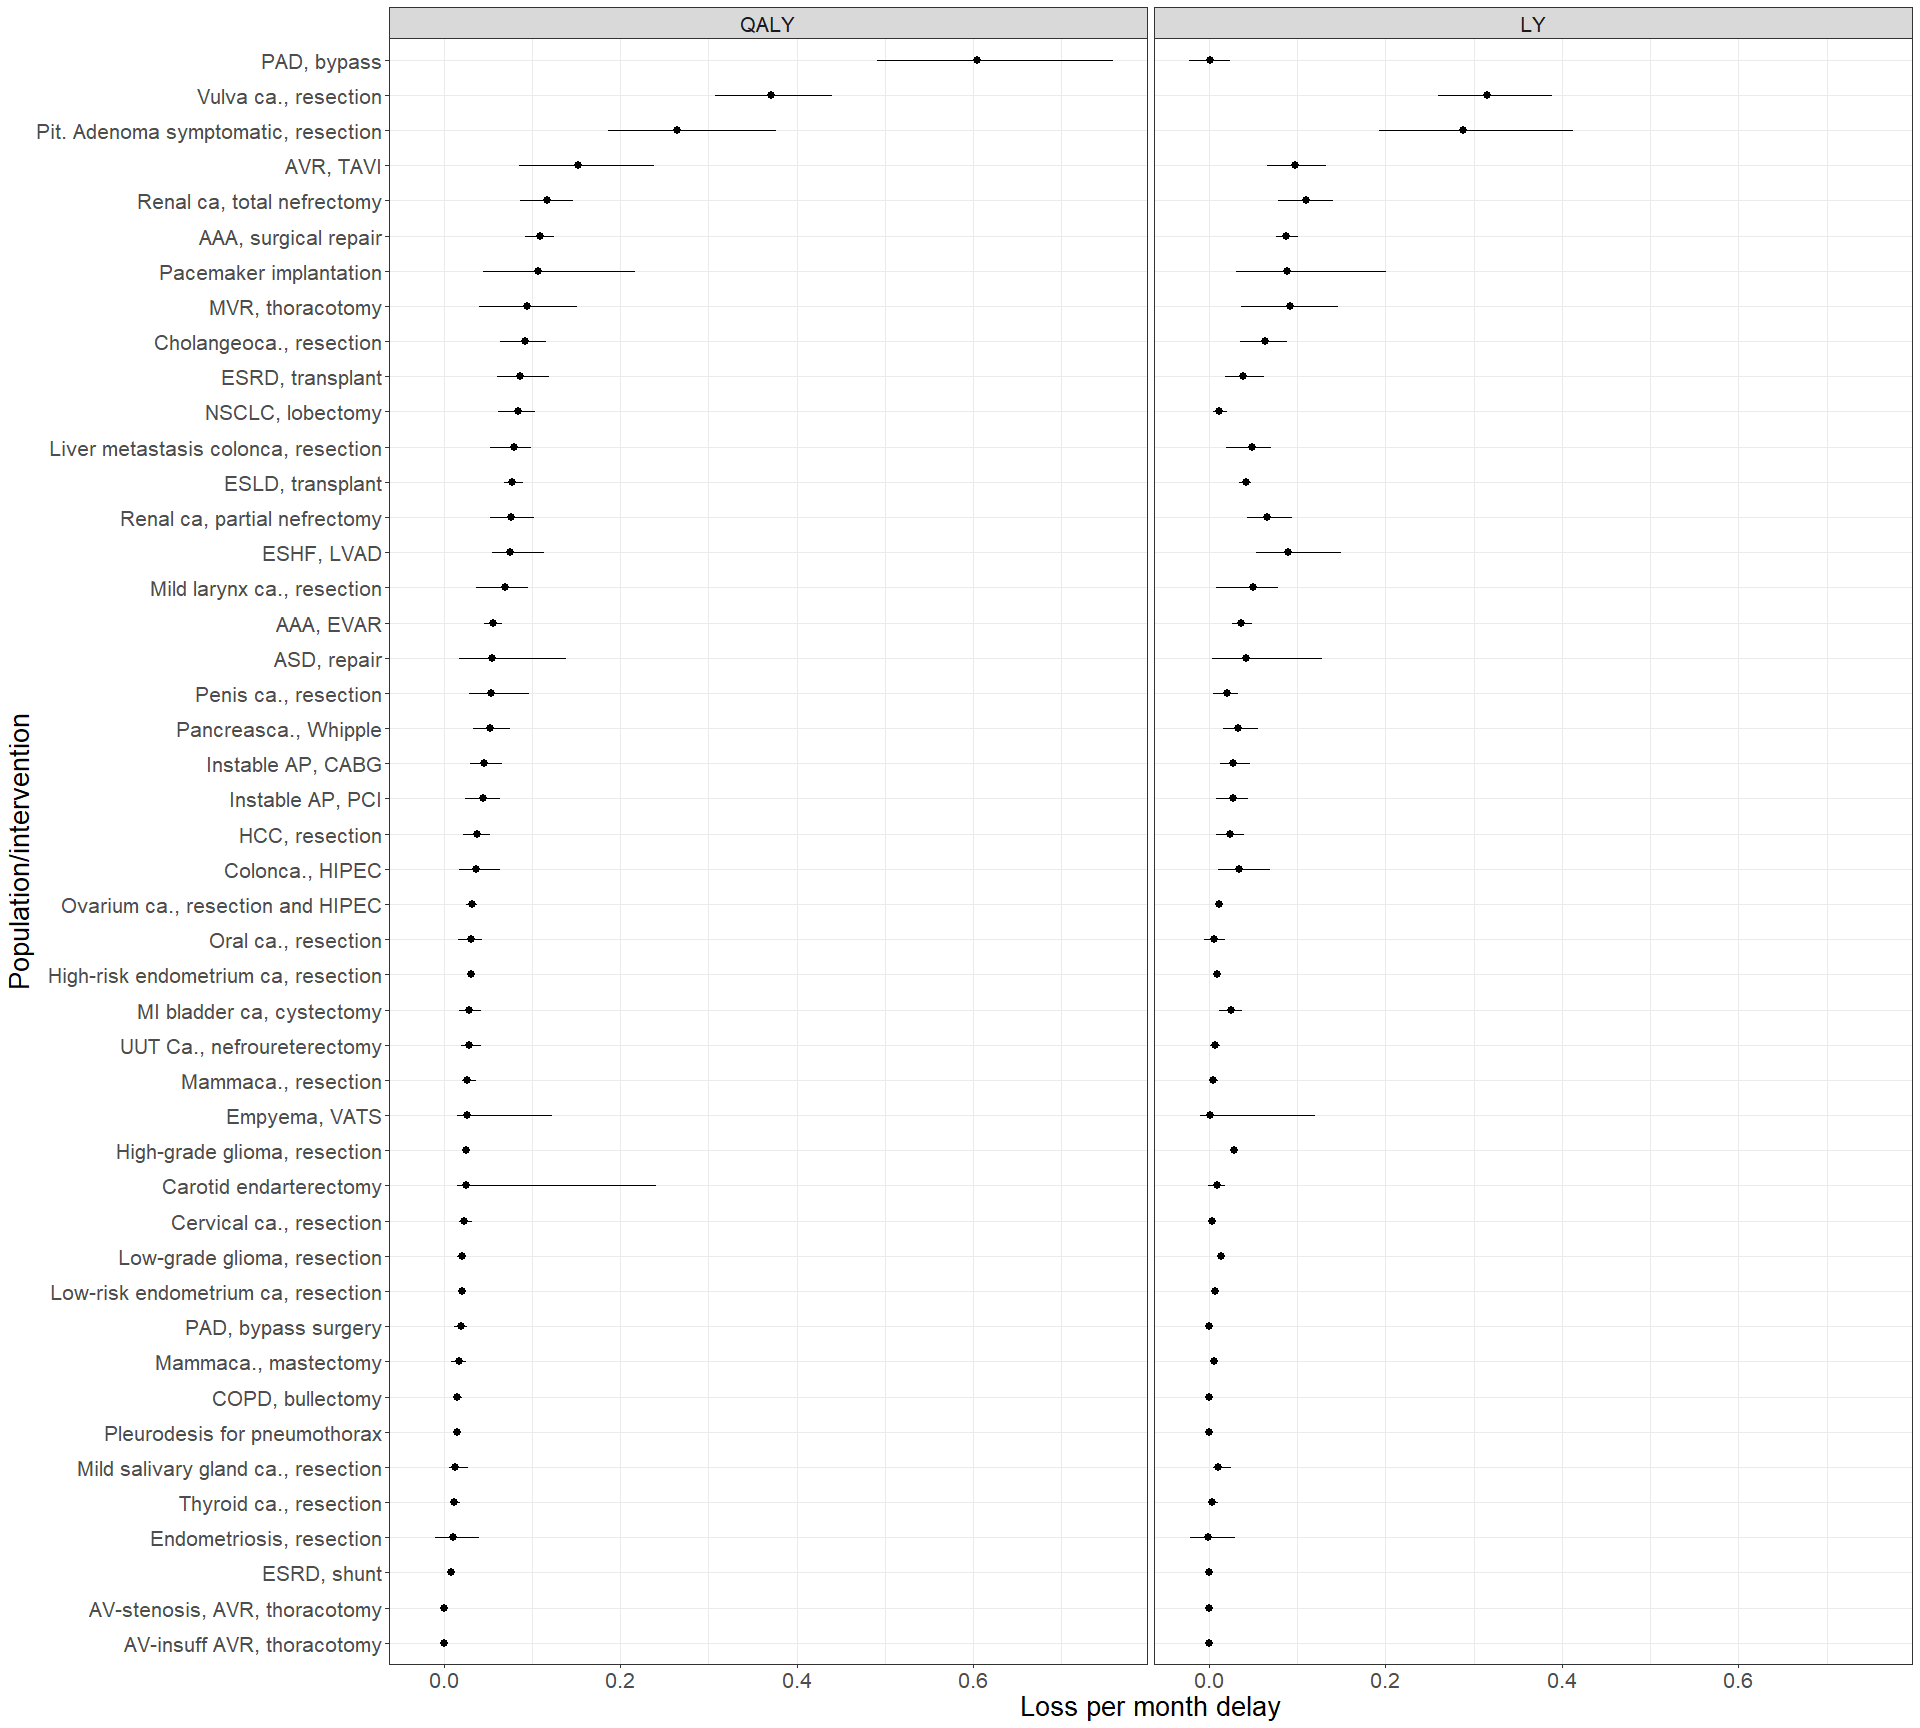 QALY
LY
PAD, bypass
Vulva ca., resection
Pit. Adenoma symptomatic, resection
AVR, TAVI
Renal ca, total nefrectomy
AAA, surgical repair
Pacemaker implantation
MVR, thoracotomy
Cholangeoca., resection
ESRD, transplant
NSCLC, lobectomy
Liver metastasis colonca, resection
ESLD, transplant
Renal ca, partial nefrectomy
ESHF, LVAD
Mild larynx ca., resection
AAA, EVAR
ASD, repair
Penis ca., resection
Pancreasca., Whipple
Instable AP, CABG
Instable AP, PCI
HCC, resection
Colonca., HIPEC
Ovarium ca., resection and HIPEC
Oral ca., resection
High-risk endometrium ca, resection
MI bladder ca, cystectomy
UUT Ca., nefroureterectomy
Mammaca., resection
Empyema, VATS
High-grade glioma, resection
Carotid endarterectomy
Cervical ca., resection
Low-grade glioma, resection
Low-risk endometrium ca, resection
PAD, bypass surgery
Mammaca., mastectomy
COPD, bullectomy
Pleurodesis for pneumothorax
Mild salivary gland ca., resection
Thyroid ca., resection
Endometriosis, resection
ESRD, shunt
AV-stenosis, AVR, thoracotomy
AV-insuff AVR, thoracotomy
Population/intervention
0.0 0.2 0.4 0.6
0.0 0.2 0.4 0.6
Loss per month delay